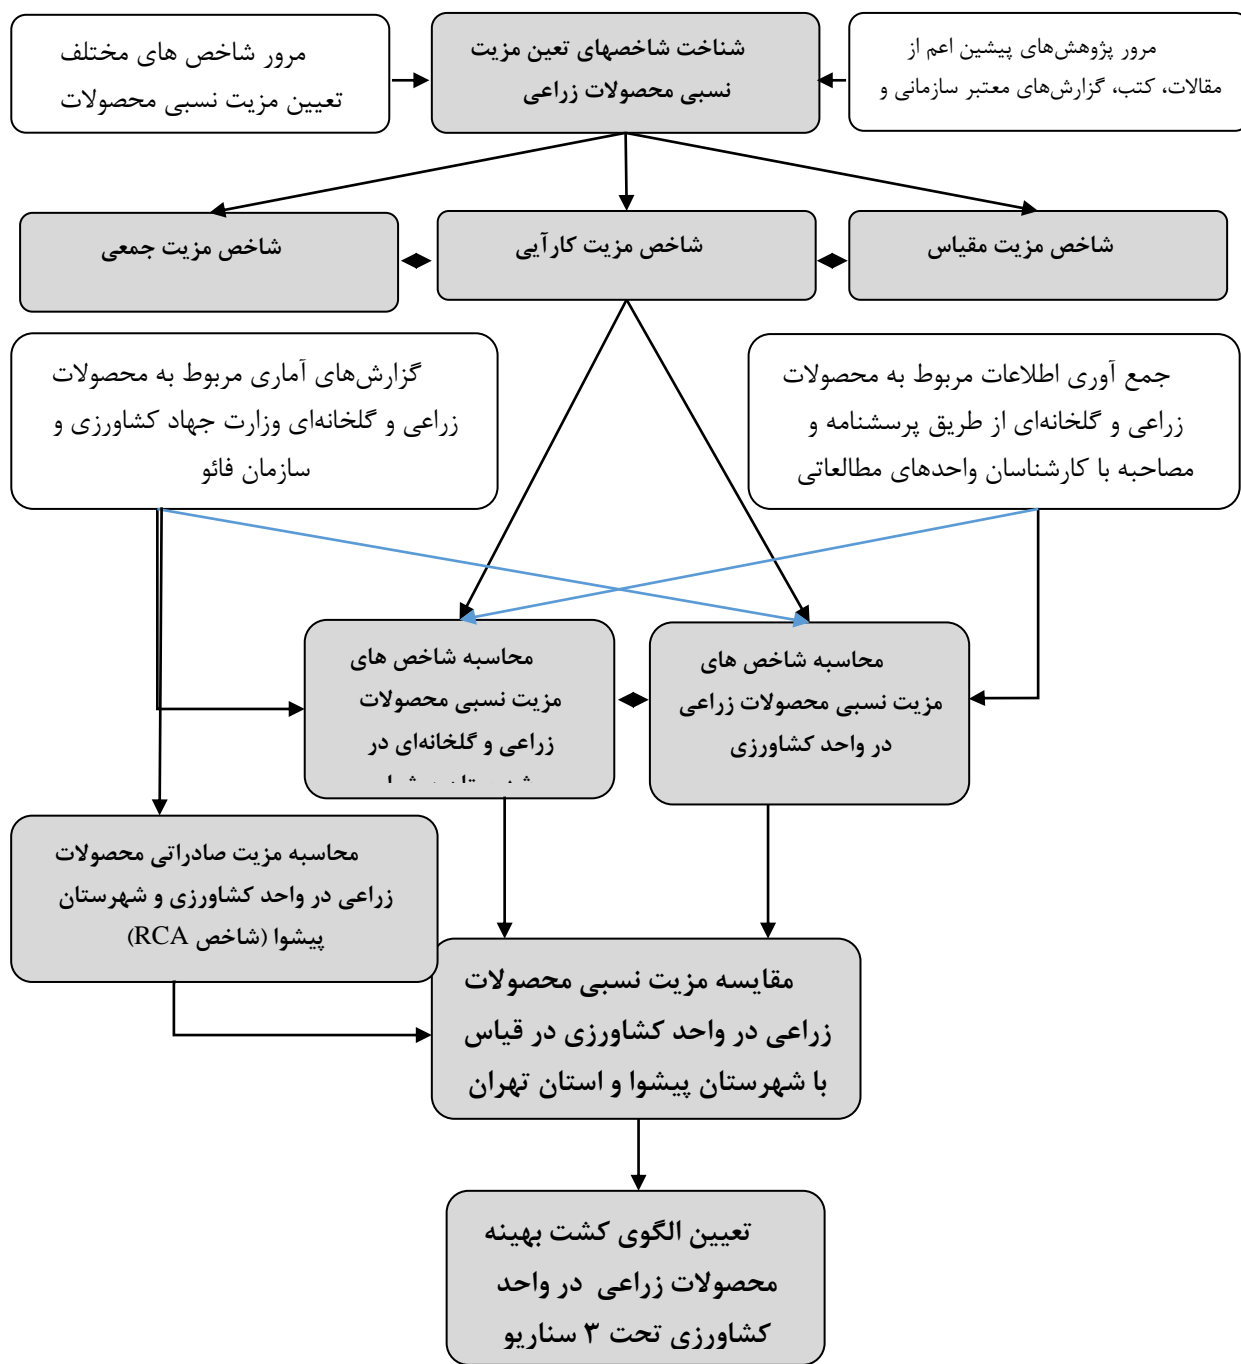 مرور پژوهش‌های پیشین اعم از
مقالات، کتب، گزارش‌های معتبر سازمانی و
شناخت شاخصهای تعین مزیت
نسبی محصولات زراعی
مرور شاخص های مختلف
تعیین مزیت نسبی محصولات
شاخص مزیت مقیاس
شاخص مزیت کارآیی
شاخص مزیت جمعی
جمع آوری اطلاعات مربوط به محصولات
زراعی و گلخانه‌ای از طریق پرسشنامه و
مصاحبه با کارشناسان واحدهای مطالعاتی
گزارش‌های آماری مربوط به محصولات
زراعی و گلخانه‌ای وزارت جهاد کشاورزی و
سازمان فائو
محاسبه شاخص های
مزیت نسبی محصولات زراعی
در واحد کشاورزی
محاسبه شاخص های
مزیت نسبی محصولات
زراعی و گلخانه‌ای در
محاسبه مزیت صادراتی محصولات
زراعی در واحد کشاورزی و شهرستان
پیشوا (شاخص RCA)
مقایسه مزیت نسبی محصولات
زراعی در واحد کشاورزی در قیاس
با شهرستان پیشوا و استان تهران
تعیین الگوی کشت بهینه
محصولات زراعی در واحد
کشاورزی تحت ۳ سناریو